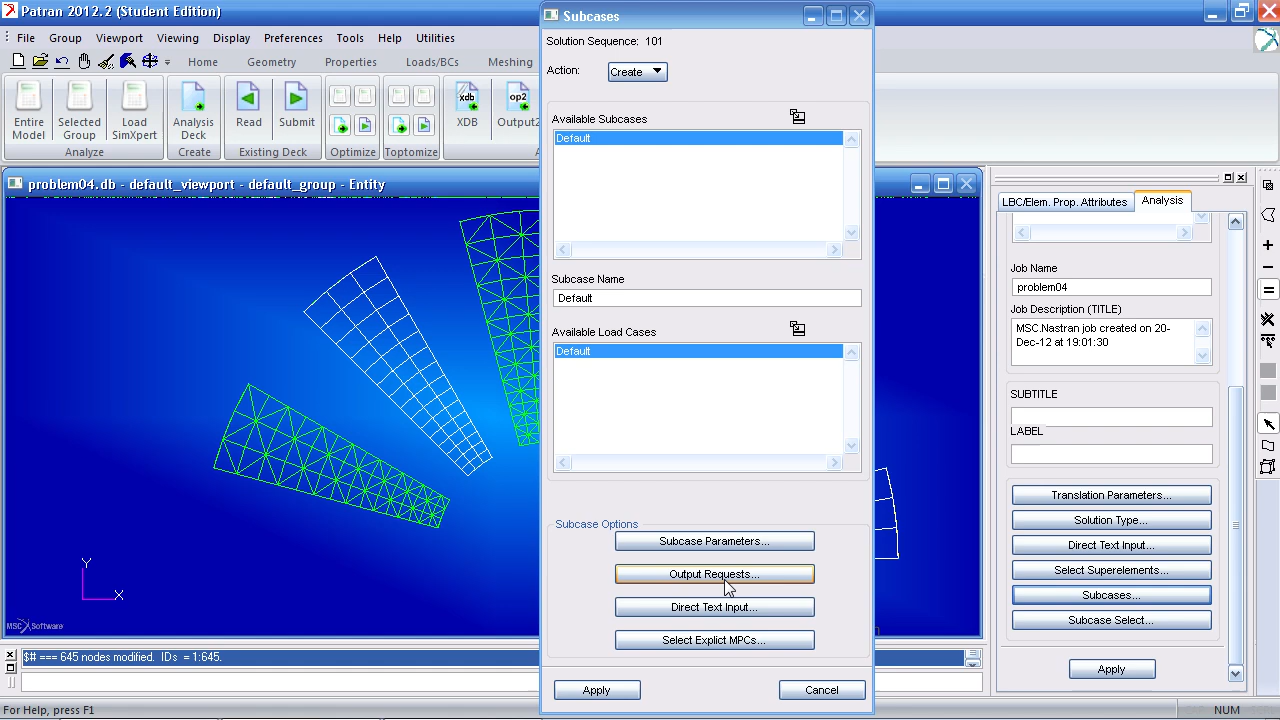 Patran 2012.2 (Student Edition)
File Group Viewport Viewing Display Preferences Tools Help Utilities
Home Geometry Properties Loads/BCs Meshing
Entire Model
Selected Group
Load SimXpert
Analyze
Analysis Deck
Create
Read
Submit
Existing Deck
Optimize
Toptomize
xdb
XDB
op2
Output2
problem04.db - default_viewport - default_group - Entity
Y
X
MSC Software
$# === 645 nodes modified. IDs = 1:645.
For Help, press F1
NUM
Subcases
Solution Sequence: 101
Action:
Create
Available Subcases
Default
Subcase Name
Default
Available Load Cases
Default
Subcase Options
Subcase Parameters...
Output Requests...
Direct Text Input...
Select Explict MPCs...
Apply
Cancel
LBC/Elem. Prop. Attributes
Analysis
Job Name
problem04
Job Description (TITLE)
MSC.Nastran job created on 20-
Dec-12 at 19:01:30
SUBTITLE
LABEL
Translation Parameters...
Solution Type...
Direct Text Input...
Select Superelements...
Subcases...
Subcase Select...
Apply